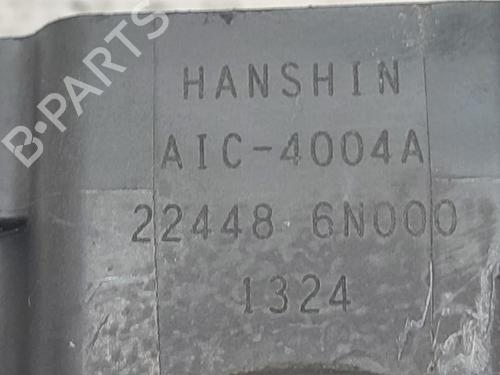 B-PARTS
HANSHIN
AIC-4004A
22448 6N000
1324